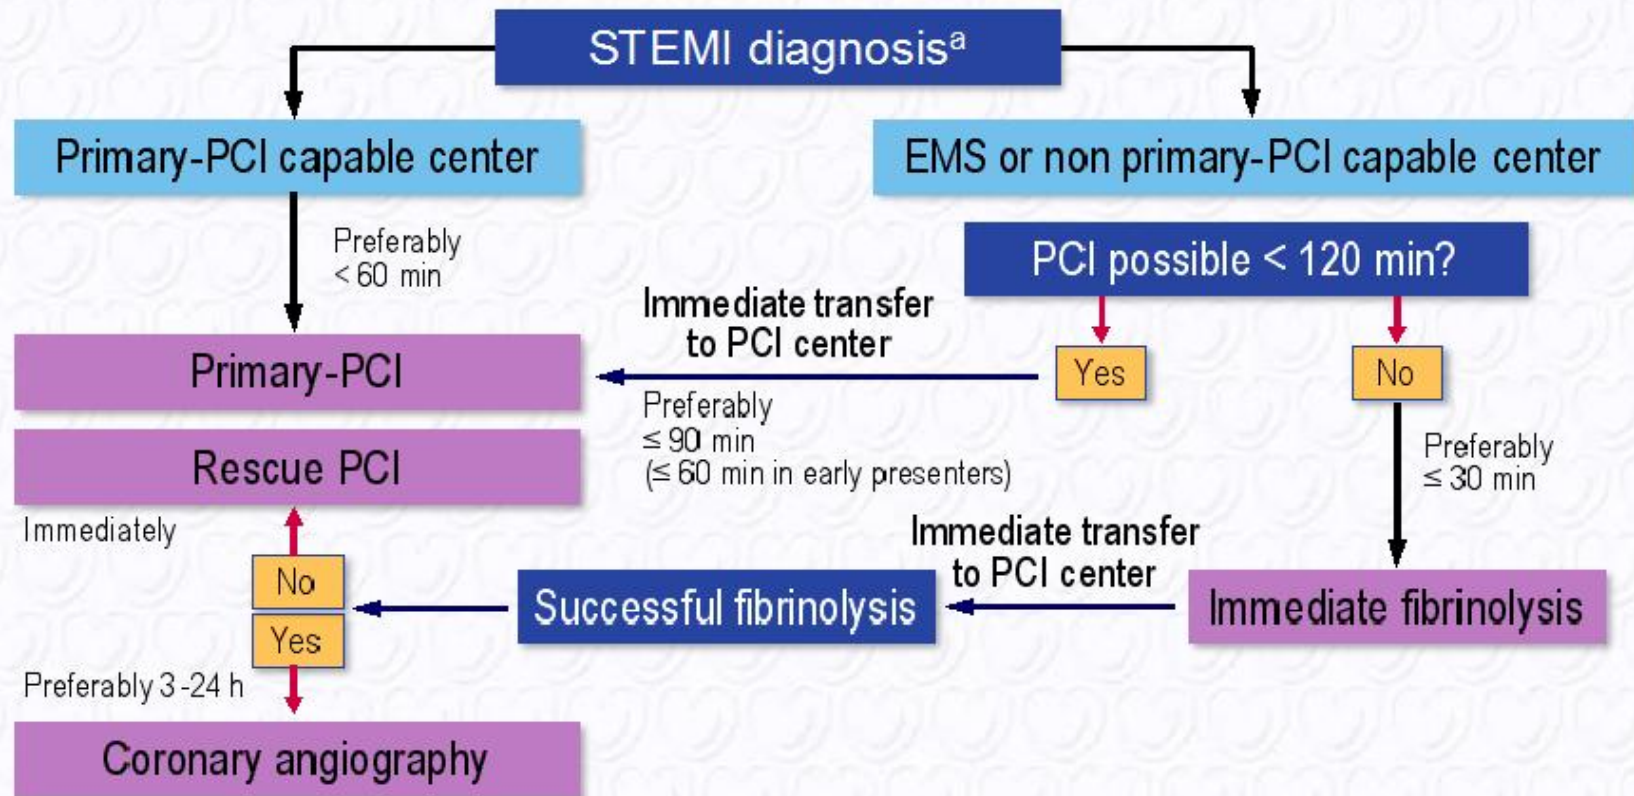 STEMI diagnosisᵃ
Primary-PCI capable center
EMS or non primary-PCI capable center
Preferably
< 60 min
PCI possible < 120 min?
Immediate transfer
to PCI center
Yes
No
Primary-PCI
Preferably
≤ 90 min
(≤ 60 min in early presenters)
Preferably
≤ 30 min
Rescue PCI
Immediately
Immediate transfer
to PCI center
No
Yes
Successful fibrinolysis
Immediate fibrinolysis
Preferably 3-24 h
Coronary angiography